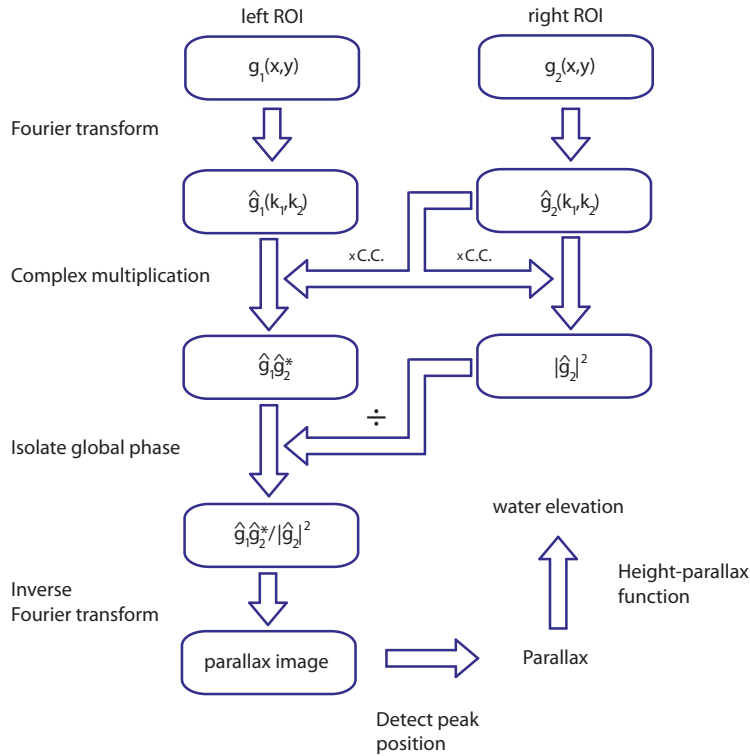 left ROI
right ROI
g₁(x,y)
g₂(x,y)
Fourier transform
ĝ₁(k₁,k₂)
ĝ₂(k₁,k₂)
x C.C.
x C.C.
Complex multiplication
ĝ₁ĝ₂*
|ĝ₂|²
÷
Isolate global phase
ĝ₁ĝ₂*/|ĝ₂|²
water elevation
Height-parallax
function
Inverse
Fourier transform
parallax image
Parallax
Detect peak
position